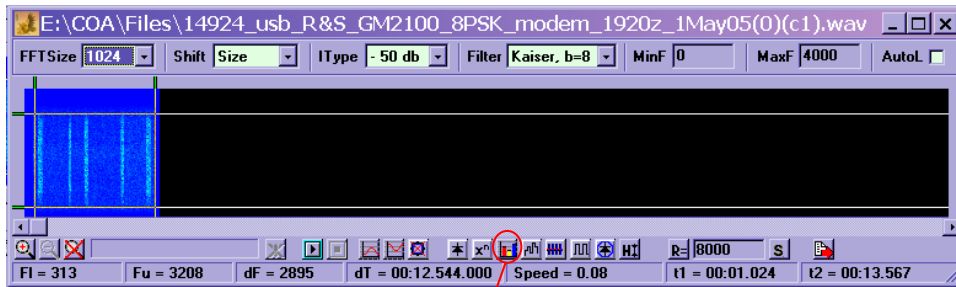 E:\COA\Files\14924_usb_R&S_GM2100_8PSK_modem_1920z_1May05(0)(c1).wav
FFTSize 1024 Shift Size IType - 50 db Filter Kaiser, b=8 MinF 0 MaxF 4000 AutoL
xⁿ HI R= 8000 S
Fl = 313 Fu = 3208 dF = 2895 dT = 00:12.544.000 Speed = 0.08 t1 = 00:01.024 t2 = 00:13.567